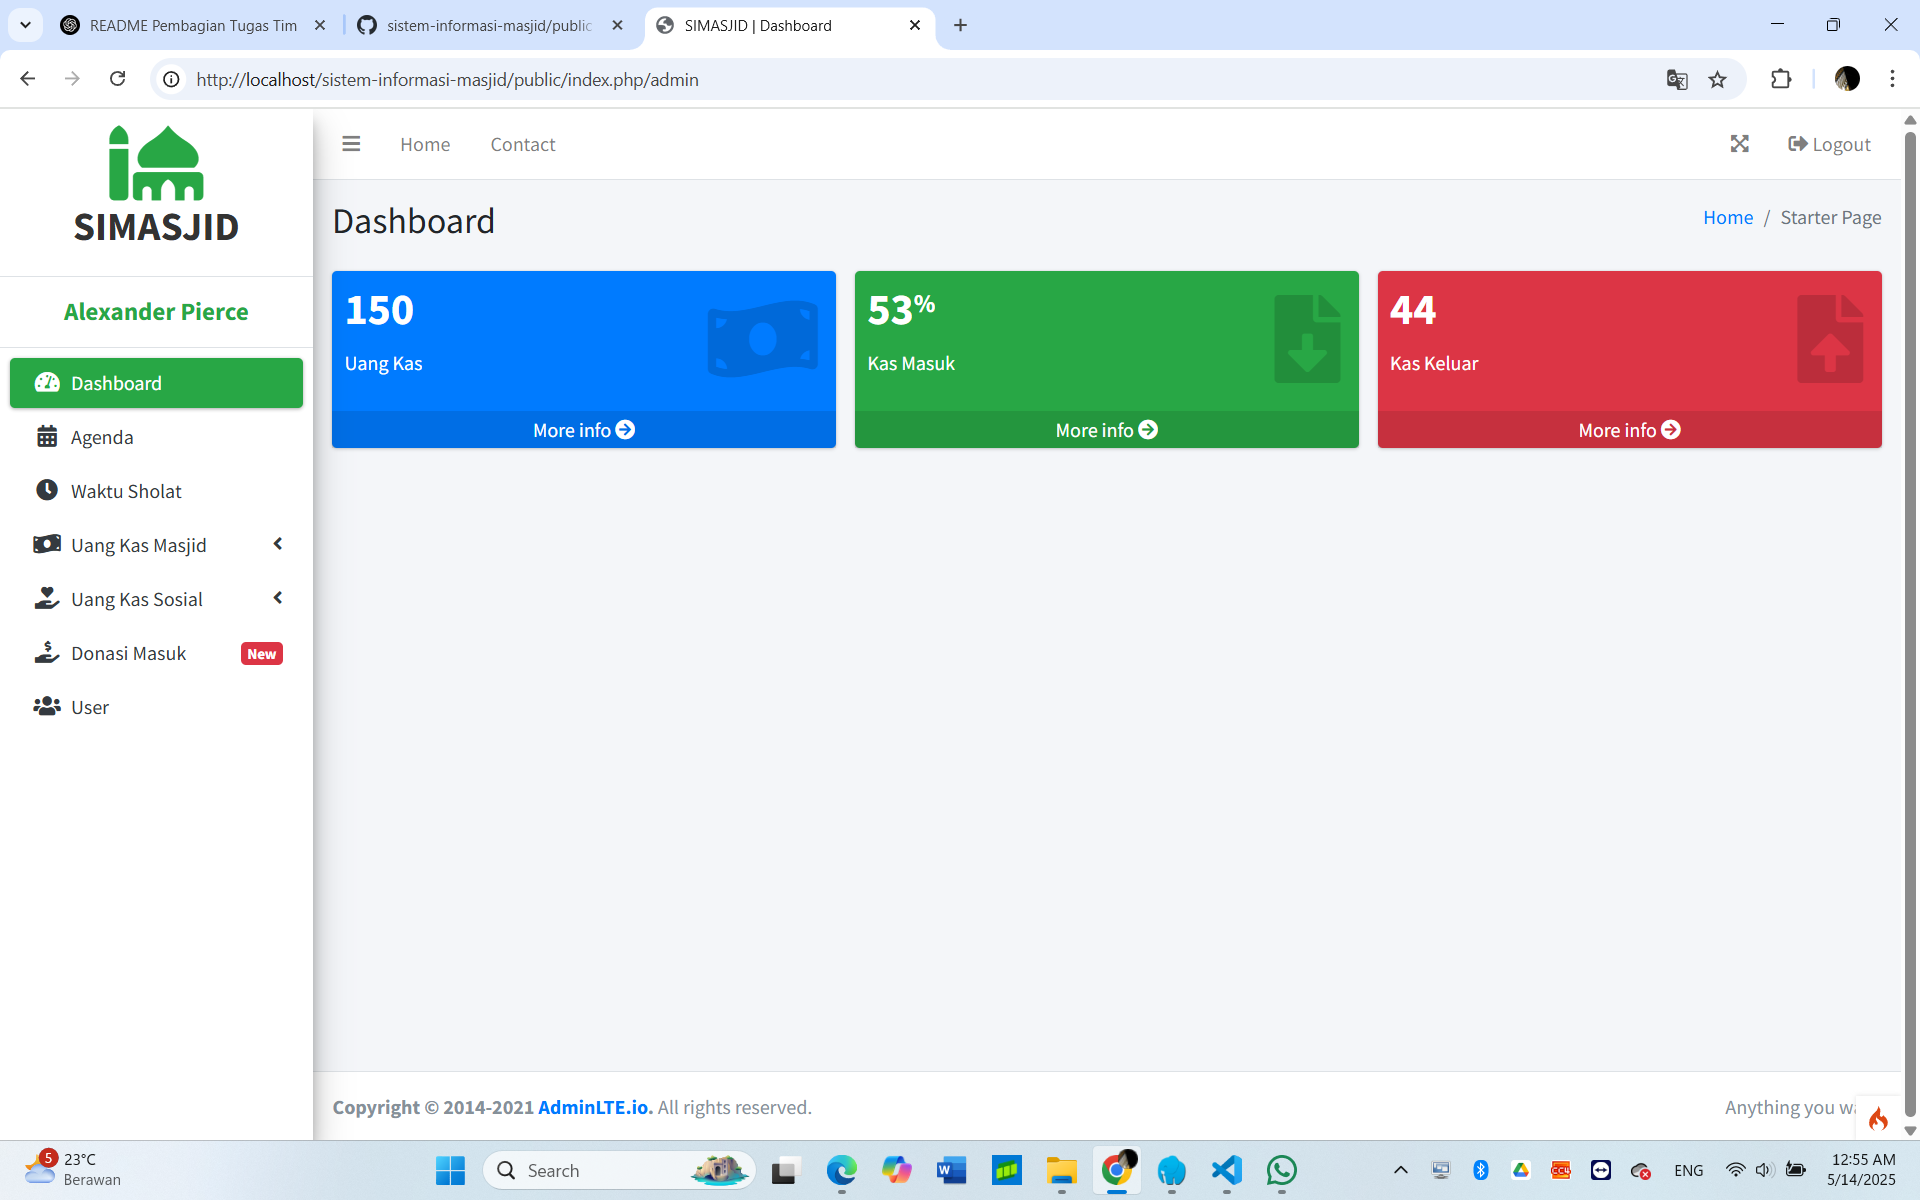 README Pembagian Tugas Tim
sistem-informasi-masjid/public
SIMASJID | Dashboard
http://localhost/sistem-informasi-masjid/public/index.php/admin
SIMASJID
Alexander Pierce
Dashboard
Agenda
Waktu Sholat
Uang Kas Masjid
Uang Kas Sosial
Donasi Masuk New
User
Home Contact
Logout
Dashboard
Home / Starter Page
150
Uang Kas
More info
53%
Kas Masuk
More info
44
Kas Keluar
More info
Copyright © 2014-2021 AdminLTE.io. All rights reserved.
Anything you
5
23°C
Berawan
Search
ENG
12:55 AM
5/14/2025